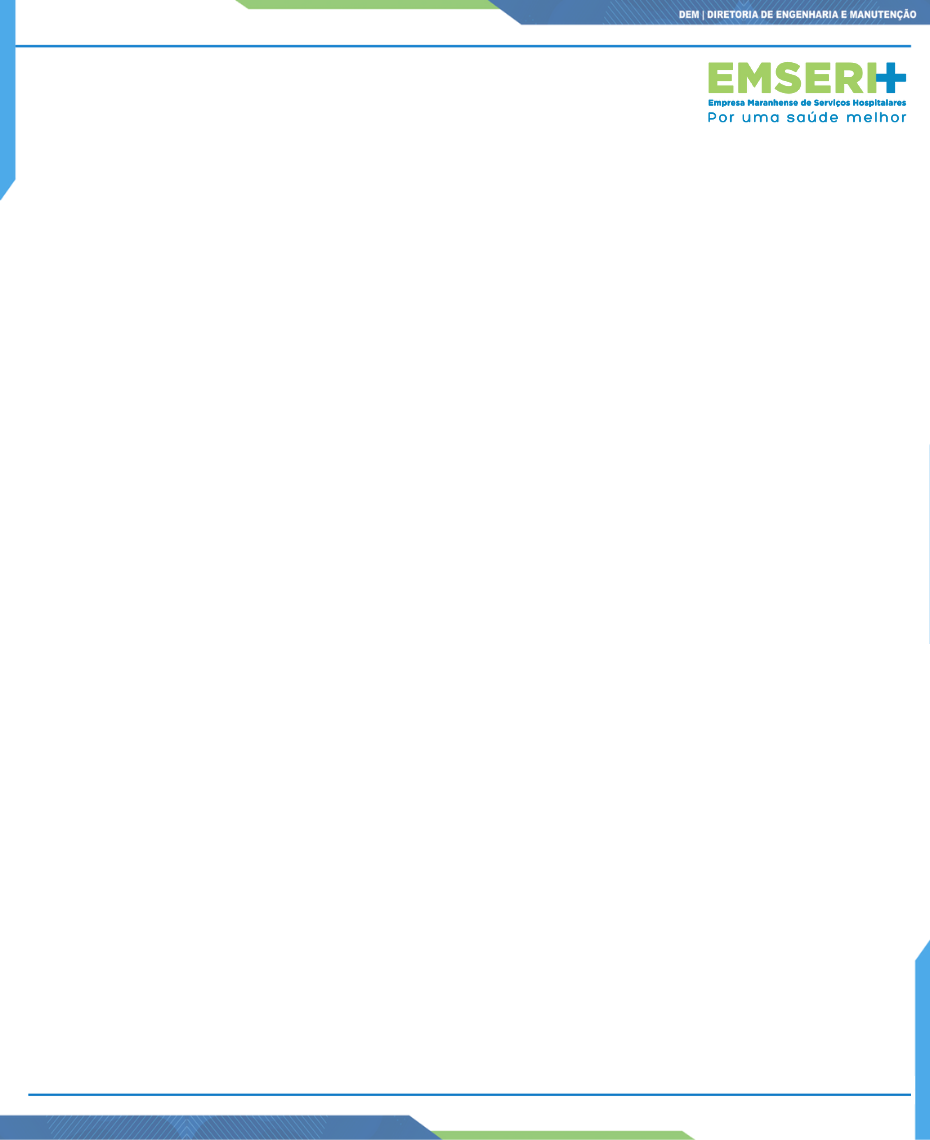 DEM | DIRETORIA DE ENGENHARIA E MANUTENÇÃO
EMSERH
Empresa Maranhense de Serviços Hospitalares
Por uma saúde melhor